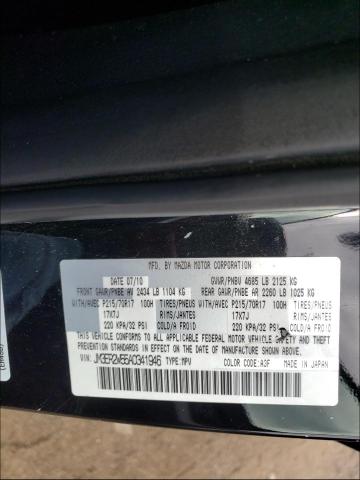 MFD. BY MAZDA MOTOR CORPORATION
DATE 07/10 GVWR/PNBV 4685 LB 2125 KG
FRONT GAWR/PNBE AV 2434 LB 1104 KG REAR GAWR/PNBE AR 2260 LB 1025 KG
WITH/AVEC P215/70R17 100H TIRES/PNEUS WITH/AVEC P215/70R17 100H TIRES/PNEUS
17X7J RIMS/JANTES 17X7J RIMS/JANTES
220 KPA/32 PSI COLD/A FROID 220 KPA/32 PSI COLD/A FROID
THIS VEHICLE CONFORMS TO ALL APPLICABLE FEDERAL MOTOR VEHICLE SAFETY AND THEFT
PREVENTION STANDARDS IN EFFECT ON THE DATE OF MANUFACTURE SHOWN ABOVE.
VIN: TYPE:MPV COLOR CODE: A3F